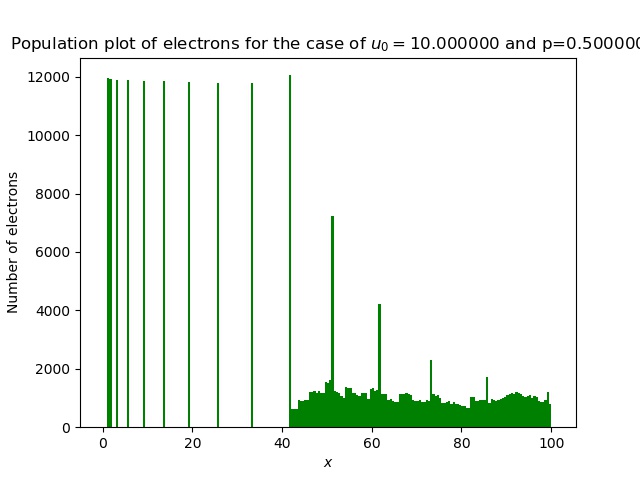 Population plot of electrons for the case of u₀ = 10.000000 and p=0.500000
12000
10000
8000
6000
4000
2000
0
Number of electrons
0 20 40 60 80 100
x